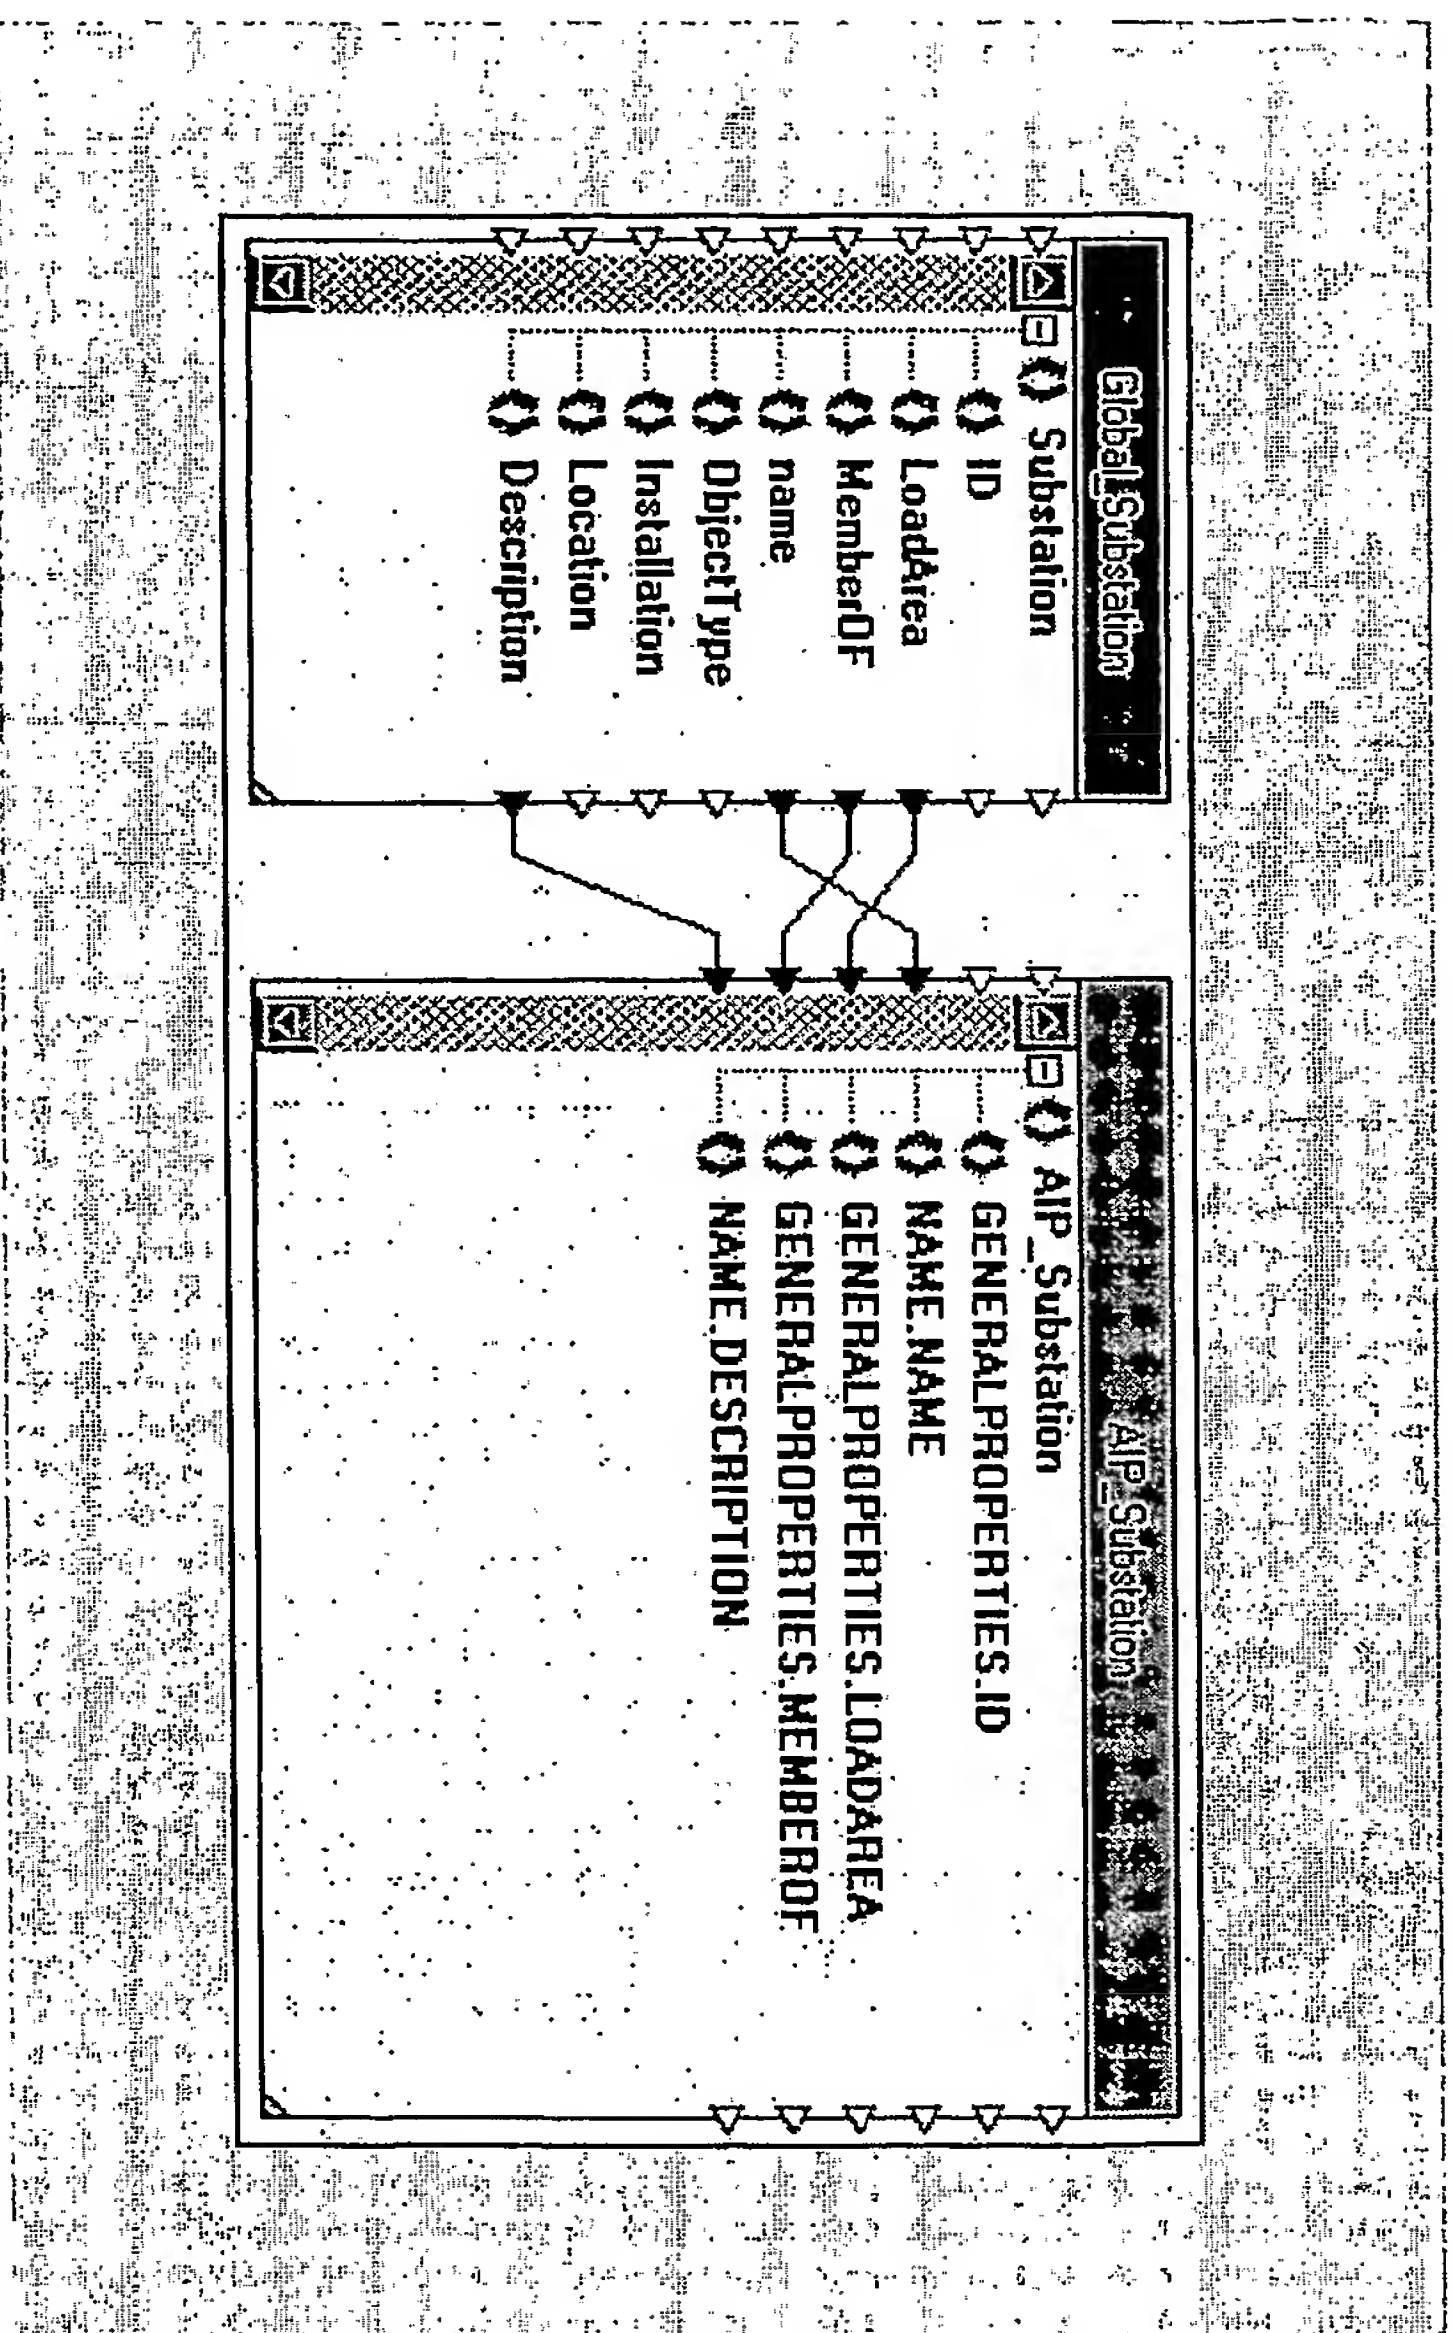 Global_Substation
Substation
ID
LoadArea
MemberOF
name
ObjectType
Installation
Location
Description
AIP_Substation
AIP_Substation
GENERALPROPERTIES.ID
NAME.NAME
GENERALPROPERTIES.LOADAREA
GENERALPROPERTIES.MEMBEROF
NAME.DESCRIPTION